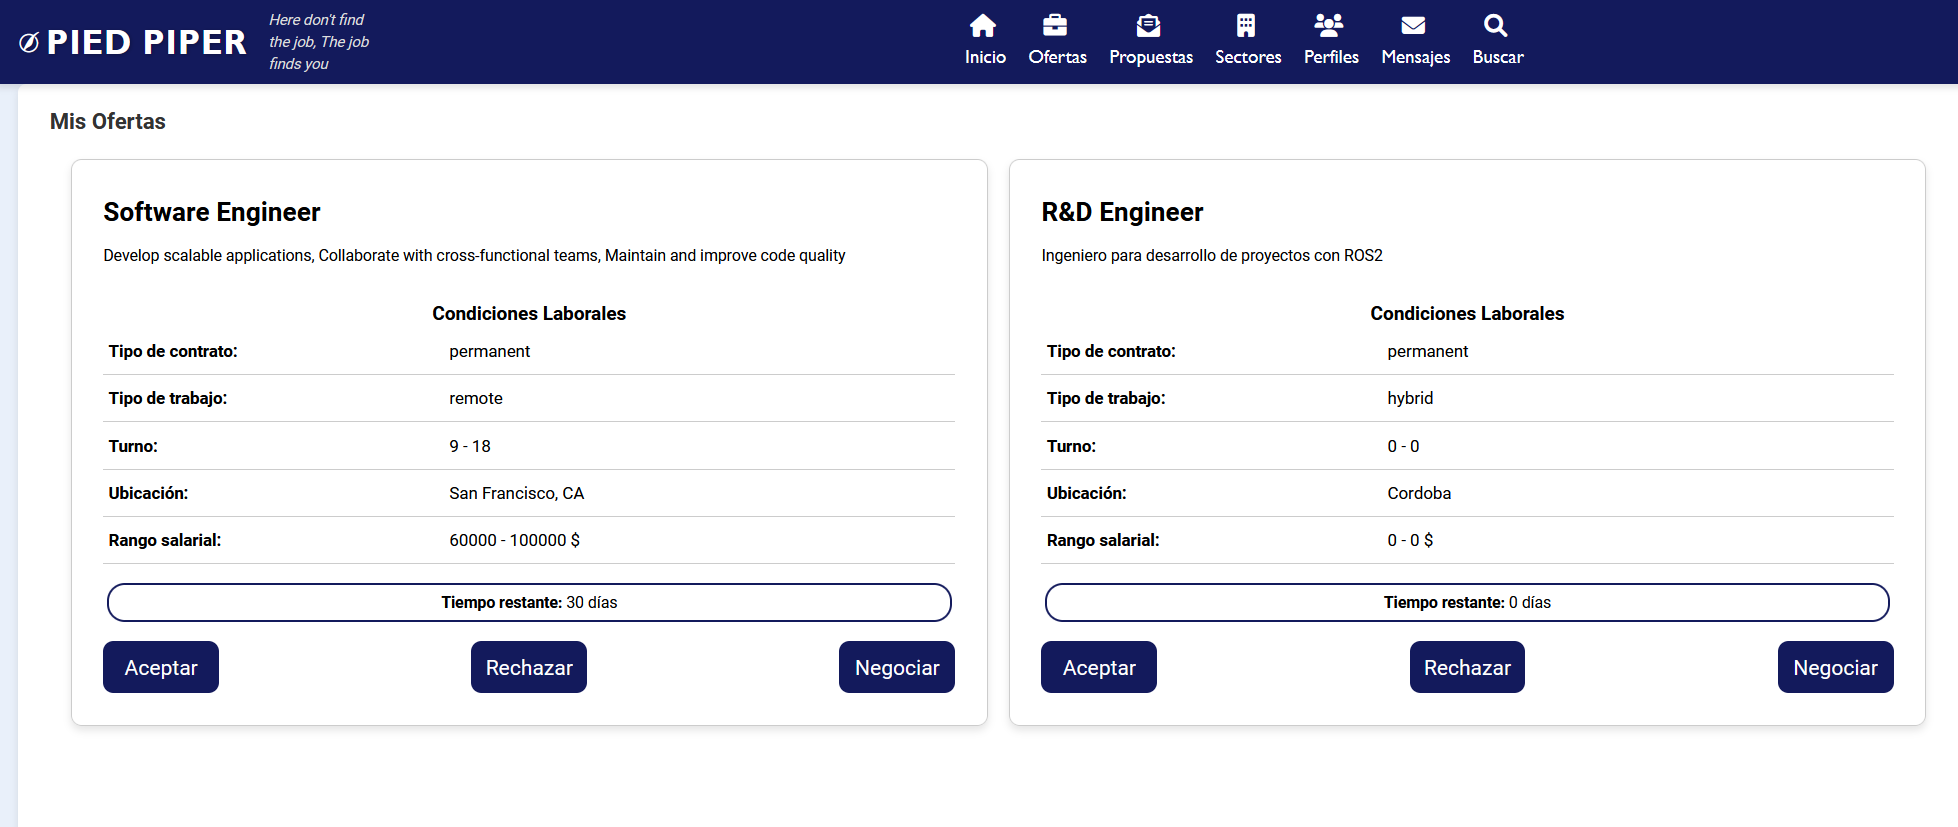 PIED PIPER
Here don't find
the job, The job
finds you
Inicio
Ofertas
Propuestas
Sectores
Perfiles
Mensajes
Buscar
Mis Ofertas
Software Engineer
Develop scalable applications, Collaborate with cross-functional teams, Maintain and improve code quality
Condiciones Laborales
Tipo de contrato: permanent
Tipo de trabajo: remote
Turno: 9 - 18
Ubicación: San Francisco, CA
Rango salarial: 60000 - 100000 $
Tiempo restante: 30 días
Aceptar
Rechazar
Negociar
R&D Engineer
Ingeniero para desarrollo de proyectos con ROS2
Condiciones Laborales
Tipo de contrato: permanent
Tipo de trabajo: hybrid
Turno: 0 - 0
Ubicación: Cordoba
Rango salarial: 0 - 0 $
Tiempo restante: 0 días
Aceptar
Rechazar
Negociar